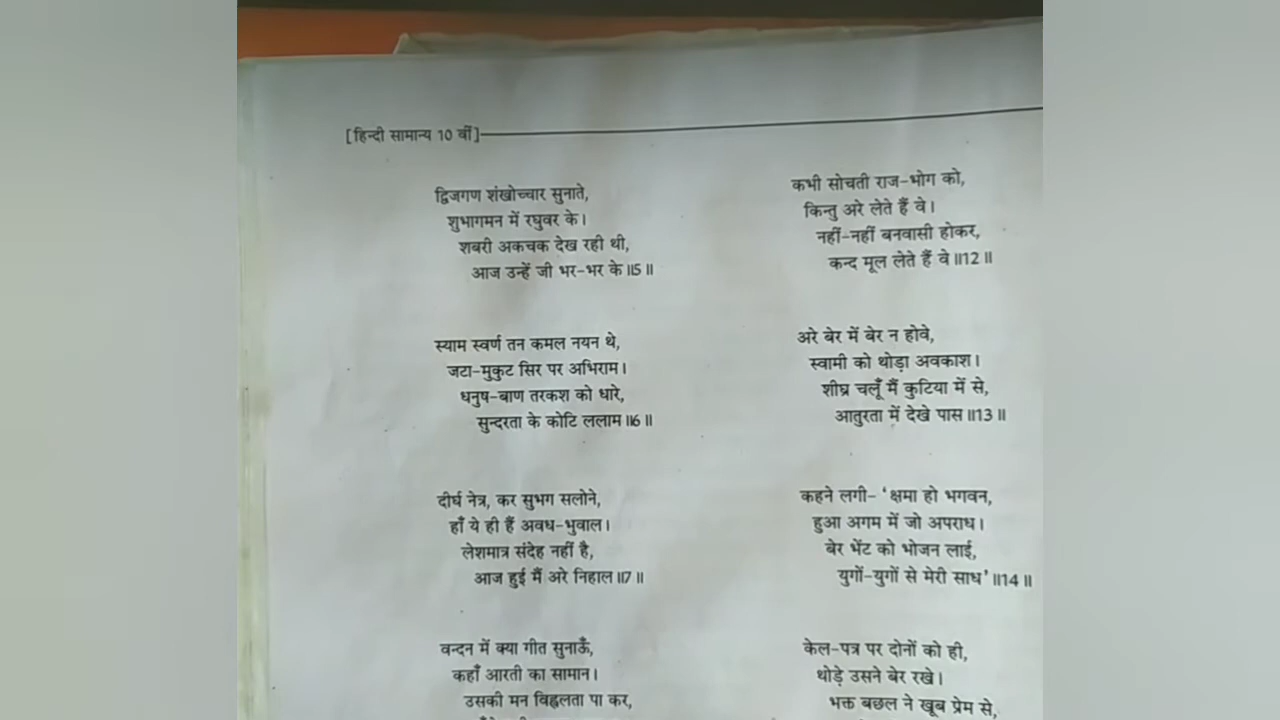 [हिन्दी सामान्य 10 वीं]
द्विजगण शंखोच्चार सुनाते,
शुभागमन में रघुवर के।
शबरी अकचक देख रही थी,
आज उन्हें जी भर-भर के॥5॥
स्याम स्वर्ण तन कमल नयन थे,
जटा-मुकुट सिर पर अभिराम।
धनुष-बाण तरकश को धारे,
सुन्दरता के कोटि ललाम॥6॥
दीर्घ नेत्र, कर सुभग सलोने,
हाँ ये ही हैं अवध-भुवाल।
लेशमात्र संदेह नहीं है,
आज हुई मैं अरे निहाल॥7॥
वन्दन में क्या गीत सुनाऊँ,
कहाँ आरती का सामान।
उसकी मन विह्वलता पा कर,
कभी सोचती राज-भोग को,
किन्तु अरे लेते हैं वे।
नहीं-नहीं बनवासी होकर,
कन्द मूल लेते हैं वे॥12॥
अरे बेर में बेर न होवे,
स्वामी को थोड़ा अवकाश।
शीघ्र चलूँ मैं कुटिया में से,
आतुरता में देखे पास॥13॥
कहने लगी- 'क्षमा हो भगवन,
हुआ अगम में जो अपराध।
बेर भेंट को भोजन लाई,
युगों-युगों से मेरी साध'॥14॥
केल-पत्र पर दोनों को ही,
थोड़े उसने बेर रखे।
भक्त बछल ने खूब प्रेम से,